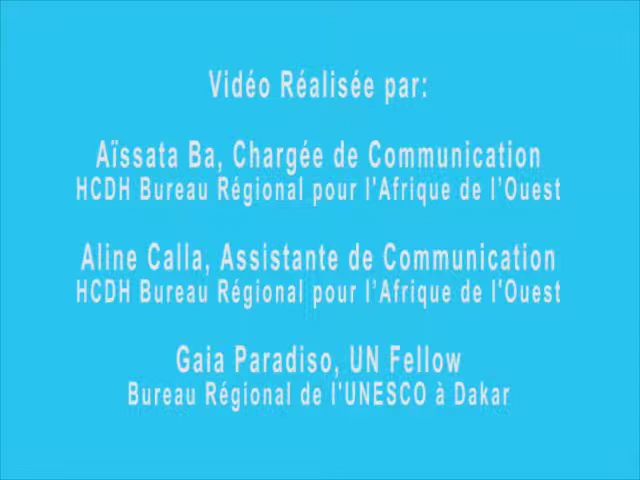 Vidéo Réalisée par:
Aïssata Ba, Chargée de Communication
HCDH Bureau Régional pour l'Afrique de l'Ouest
Aline Calla, Assistante de Communication
HCDH Bureau Régional pour l'Afrique de l'Ouest
Gaia Paradiso, UN Fellow
Bureau Régional de l'UNESCO à Dakar